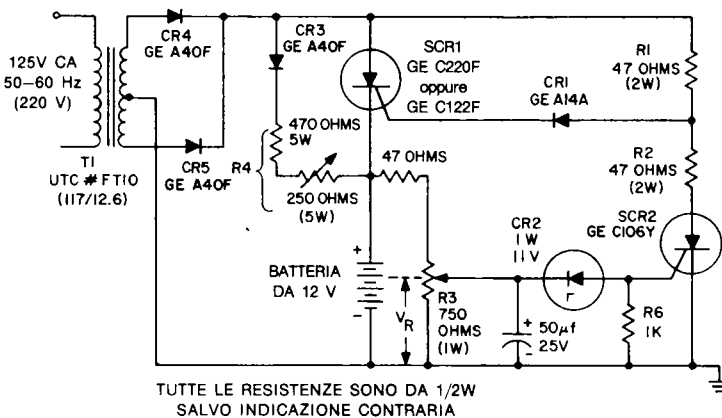 CR4
GE A40F
CR3
GE A40F
SCR1
GE C220F
oppure
GE C122F
R1
47 OHMS
(2W)
125V CA
50–60 Hz
(220 V)
CR1
GE A14A
T1
UTC # FT10
(117/12.6)
CR5
GE A40F
R4
470 OHMS
5W
250 OHMS
(5W)
47 OHMS
R2
47 OHMS
(2W)
SCR2
GE C106Y
CR2
1 W
11 V
BATTERIA
DA 12 V
+
-
VR
R3
750
OHMS
(1W)
+
50µf
25V
-
r
R6
1K
TUTTE LE RESISTENZE SONO DA 1/2W
SALVO INDICAZIONE CONTRARIA